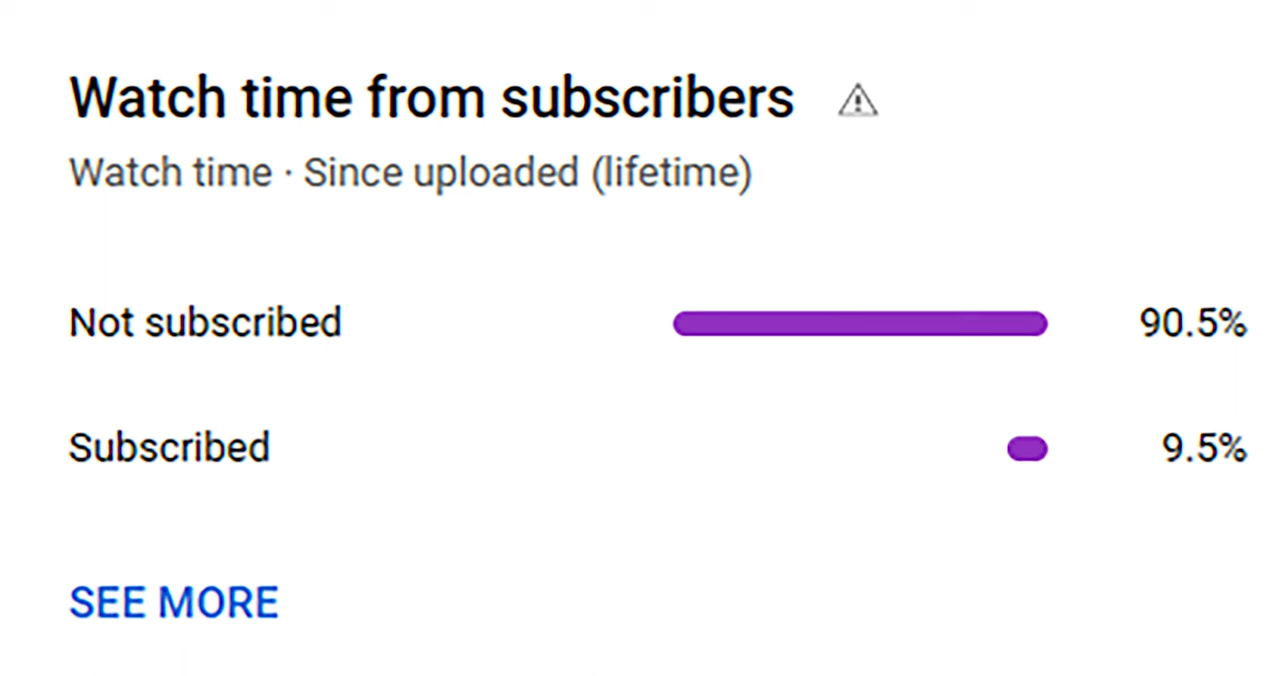 Watch time from subscribers
Watch time · Since uploaded (lifetime)
Not subscribed 90.5%
Subscribed 9.5%
SEE MORE